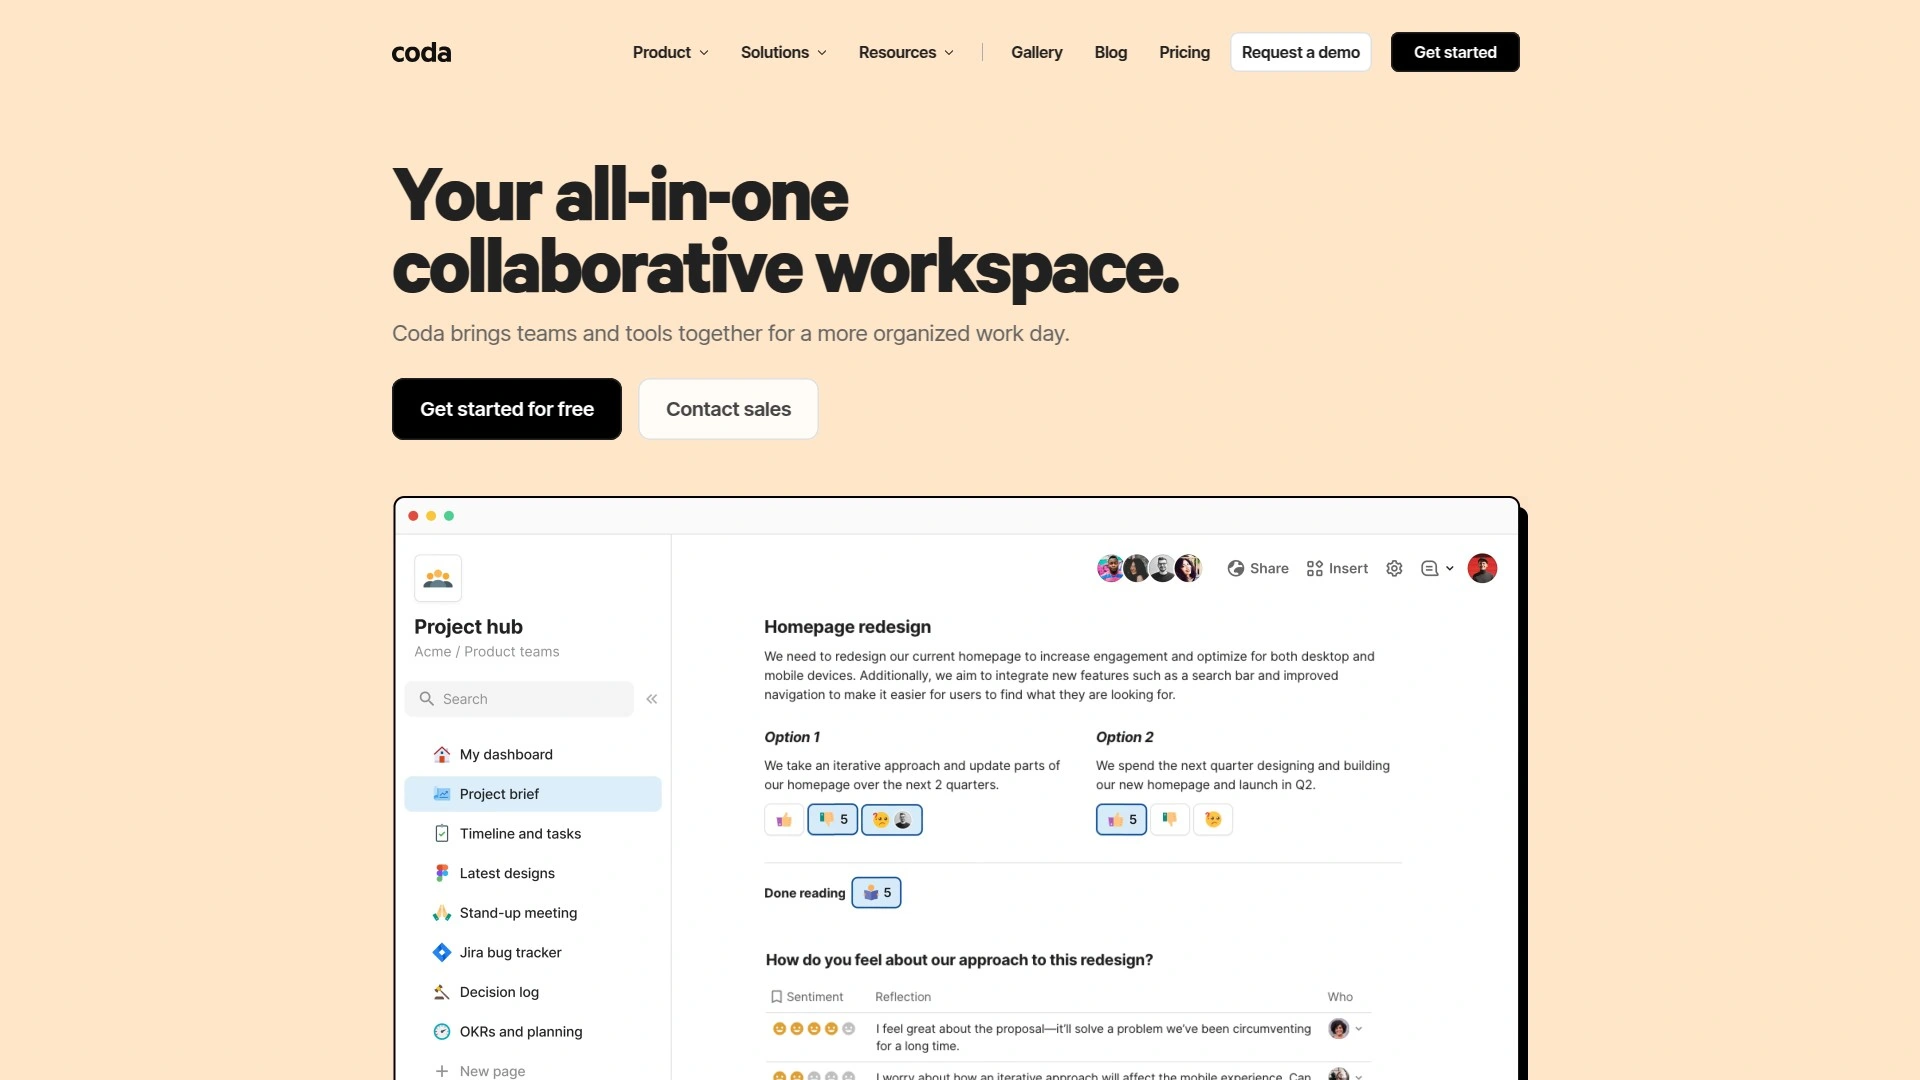 coda
Product
Solutions
Resources
Gallery
Blog
Pricing
Request a demo
Get started
Your all-in-one
collaborative workspace.
Coda brings teams and tools together for a more organized work day.
Get started for free
Contact sales
Project hub
Acme / Product teams
Search
My dashboard
Project brief
Timeline and tasks
Latest designs
Stand-up meeting
Jira bug tracker
Decision log
OKRs and planning
New page
Share
Insert
Homepage redesign
We need to redesign our current homepage to increase engagement and optimize for both desktop and
mobile devices. Additionally, we aim to integrate new features such as a search bar and improved
navigation to make it easier for users to find what they are looking for.
Option 1
We take an iterative approach and update parts of
our homepage over the next 2 quarters.
5
Option 2
We spend the next quarter designing and building
our new homepage and launch in Q2.
5
Done reading
5
How do you feel about our approach to this redesign?
Sentiment
Reflection
Who
I feel great about the proposal—it’ll solve a problem we’ve been circumventing
for a long time.
I worry about how an iterative approach will affect the mobile experience. Can